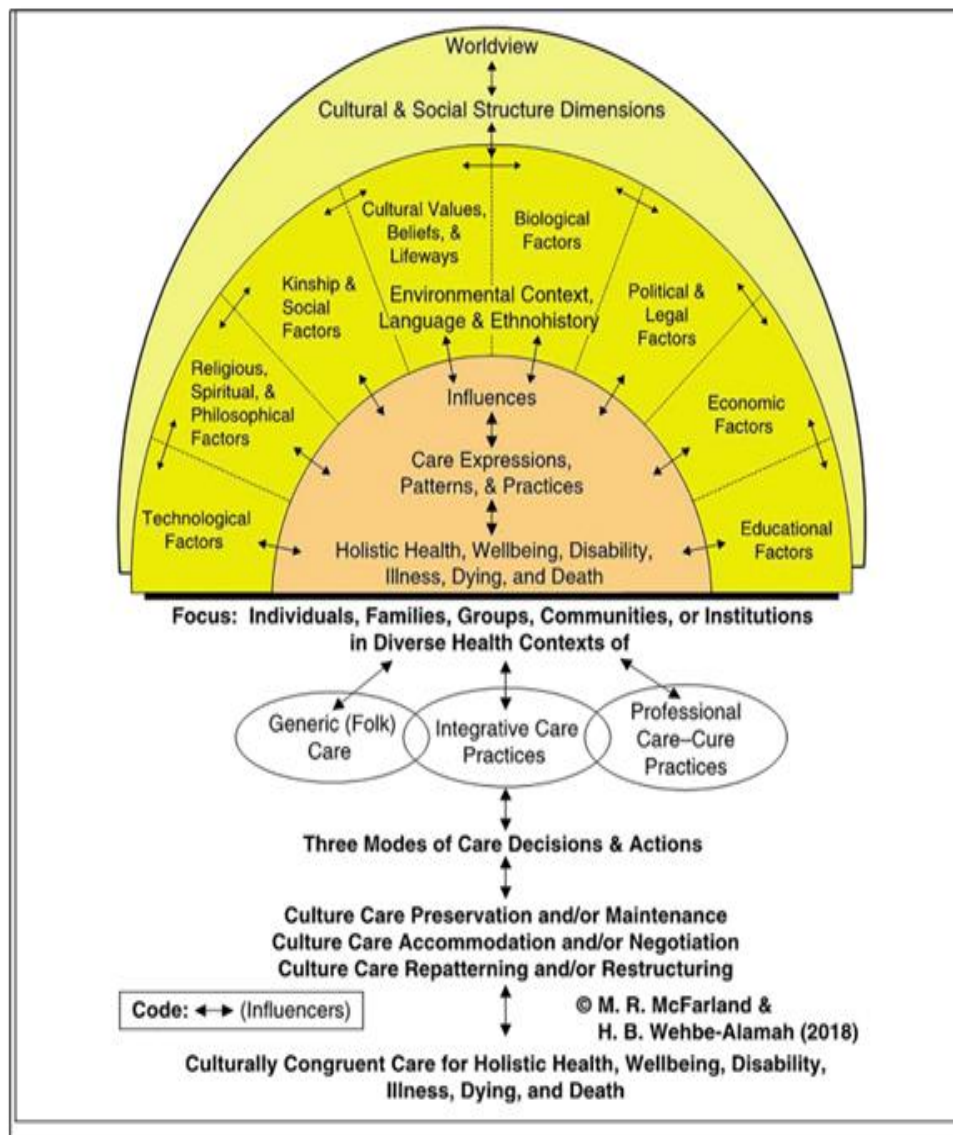 Worldview
Cultural & Social Structure Dimensions
Cultural Values,
Beliefs, &
Lifeways
Biological
Factors
Kinship &
Social
Factors
Environmental Context,
Language & Ethnohistory
Political &
Legal
Factors
Religious,
Spiritual, &
Philosophical
Factors
Influences
Economic
Factors
Care Expressions,
Patterns, & Practices
Technological
Factors
Holistic Health, Wellbeing, Disability,
Illness, Dying, and Death
Educational
Factors
Focus: Individuals, Families, Groups, Communities, or Institutions
in Diverse Health Contexts of
Generic (Folk)
Care
Integrative Care
Practices
Professional
Care–Cure
Practices
Three Modes of Care Decisions & Actions
Culture Care Preservation and/or Maintenance
Culture Care Accommodation and/or Negotiation
Culture Care Repatterning and/or Restructuring
Code: ↔ (Influencers)
© M. R. McFarland &
H. B. Wehbe-Alamah (2018)
Culturally Congruent Care for Holistic Health, Wellbeing, Disability,
Illness, Dying, and Death